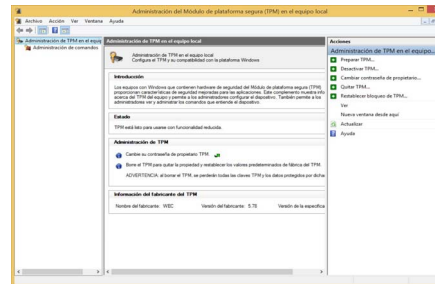 Administración del Módulo de plataforma segura (TPM) en el equipo local
Archivo Acción Ver Ventana Ayuda
Administración de TPM en el equip
Administración de comandos
Administración de TPM en el equipo local
Administración de TPM en el equipo local
Configura el TPM y su compatibilidad con la plataforma Windows.
Introducción
Los equipos con Windows que contienen hardware de seguridad del Módulo de plataforma segura (TPM)
proporcionan características de seguridad mejoradas para las aplicaciones. Este complemento muestra info
acerca del TPM del equipo y permite a los administradores configurar el dispositivo. También permite a los
administradores ver y administrar los comandos que entiende el dispositivo.
Estado
TPM está listo para usarse con funcionalidad reducida.
Administración de TPM
Cambie su contraseña de propietario TPM
Borre el TPM para quitar la propiedad y restablecer los valores predeterminados de fábrica del TPM.
ADVERTENCIA: al borrar el TPM, se perderán todas las claves TPM y los datos protegidos por dichas
Información del fabricante del TPM
Nombre del fabricante: WEC Versión del fabricante: 5.78 Versión de la especifica
Acciones
Administración de TPM en el equipo...
Preparar TPM...
Desactivar TPM...
Cambiar contraseña de propietario...
Quitar TPM...
Restablecer bloqueo de TPM...
Ver
Nueva ventana desde aquí
Actualizar
Ayuda